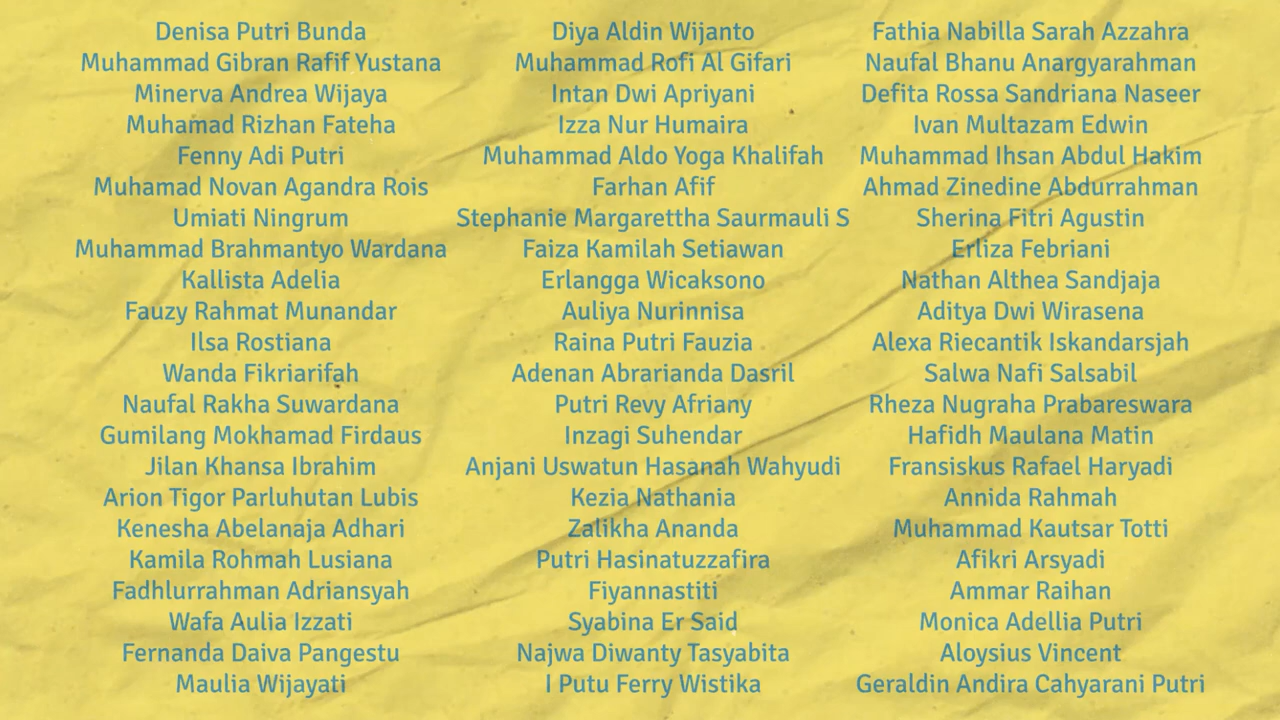 Denisa Putri Bunda
Muhammad Gibran Rafif Yustana
Minerva Andrea Wijaya
Muhamad Rizhan Fateha
Fenny Adi Putri
Muhamad Novan Agandra Rois
Umiati Ningrum
Muhammad Brahmantyo Wardana
Kallista Adelia
Fauzy Rahmat Munandar
Ilsa Rostiana
Wanda Fikriarifah
Naufal Rakha Suwardana
Gumilang Mokhamad Firdaus
Jilan Khansa Ibrahim
Arion Tigor Parluhutan Lubis
Kenesha Abelanaja Adhari
Kamila Rohmah Lusiana
Fadhlurrahman Adriansyah
Wafa Aulia Izzati
Fernanda Daiva Pangestu
Maulia Wijayati
Diya Aldin Wijanto
Muhammad Rofi Al Gifari
Intan Dwi Apriyani
Izza Nur Humaira
Muhammad Aldo Yoga Khalifah
Farhan Afif
Stephanie Margarettha Saurmauli S
Faiza Kamilah Setiawan
Erlangga Wicaksono
Auliya Nurinnisa
Raina Putri Fauzia
Adenan Abrarianda Dasril
Putri Revy Afriany
Inzagi Suhendar
Anjani Uswatun Hasanah Wahyudi
Kezia Nathania
Zalikha Ananda
Putri Hasinatuzzafira
Fiyannastiti
Syabina Er Said
Najwa Diwanty Tasyabita
I Putu Ferry Wistika
Fathia Nabilla Sarah Azzahra
Naufal Bhanu Anargyarahman
Defita Rossa Sandriana Naseer
Ivan Multazam Edwin
Muhammad Ihsan Abdul Hakim
Ahmad Zinedine Abdurrahman
Sherina Fitri Agustin
Erliza Febriani
Nathan Althea Sandjaja
Aditya Dwi Wirasena
Alexa Riecantik Iskandarsjah
Salwa Nafi Salsabil
Rheza Nugraha Prabareswara
Hafidh Maulana Matin
Fransiskus Rafael Haryadi
Annida Rahmah
Muhammad Kautsar Totti
Afikri Arsyadi
Ammar Raihan
Monica Adellia Putri
Aloysius Vincent
Geraldin Andira Cahyarani Putri